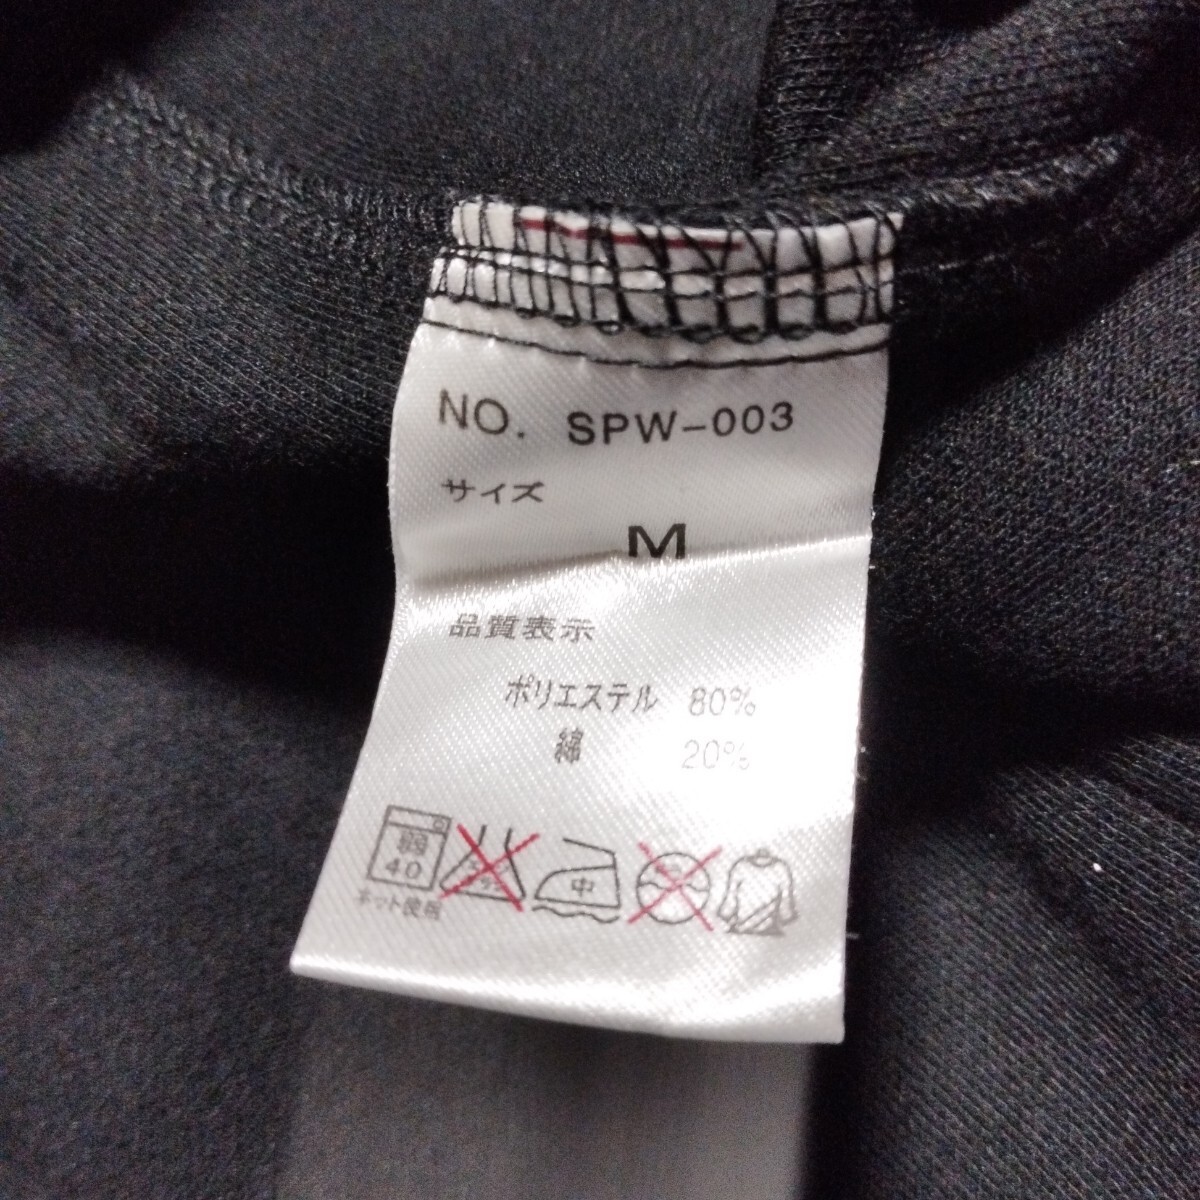 NO. SPW-003
サイズ
M
品質表示
ポリエステル 80%
綿 20%
弱
40
中
ネット使用